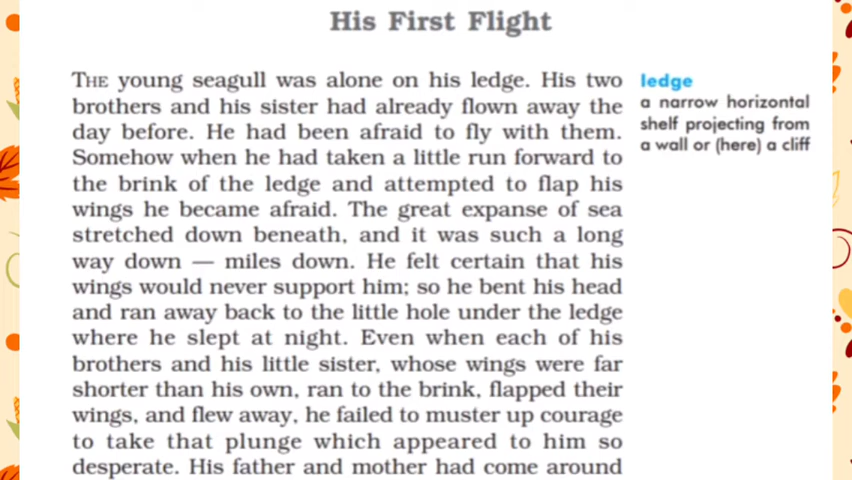 His First Flight
THE young seagull was alone on his ledge. His two
brothers and his sister had already flown away the
day before. He had been afraid to fly with them.
Somehow when he had taken a little run forward to
the brink of the ledge and attempted to flap his
wings he became afraid. The great expanse of sea
stretched down beneath, and it was such a long
way down — miles down. He felt certain that his
wings would never support him; so he bent his head
and ran away back to the little hole under the ledge
where he slept at night. Even when each of his
brothers and his little sister, whose wings were far
shorter than his own, ran to the brink, flapped their
wings, and flew away, he failed to muster up courage
to take that plunge which appeared to him so
desperate. His father and mother had come around
ledge
a narrow horizontal
shelf projecting from
a wall or (here) a cliff